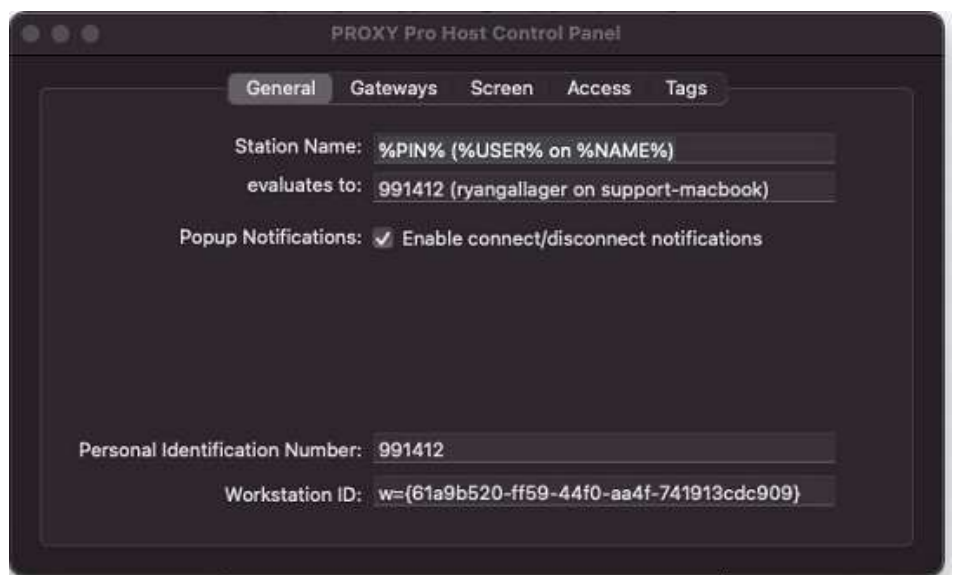 PROXY Pro Host Control Panel
General Gateways Screen Access Tags
Station Name: %PIN% (%USER% on %NAME%)
evaluates to: 991412 (ryangallager on support-macbook)
Popup Notifications: Enable connect/disconnect notifications
Personal Identification Number: 991412
Workstation ID: w={61a9b520-ff59-44f0-aa4f-741913cdc909}